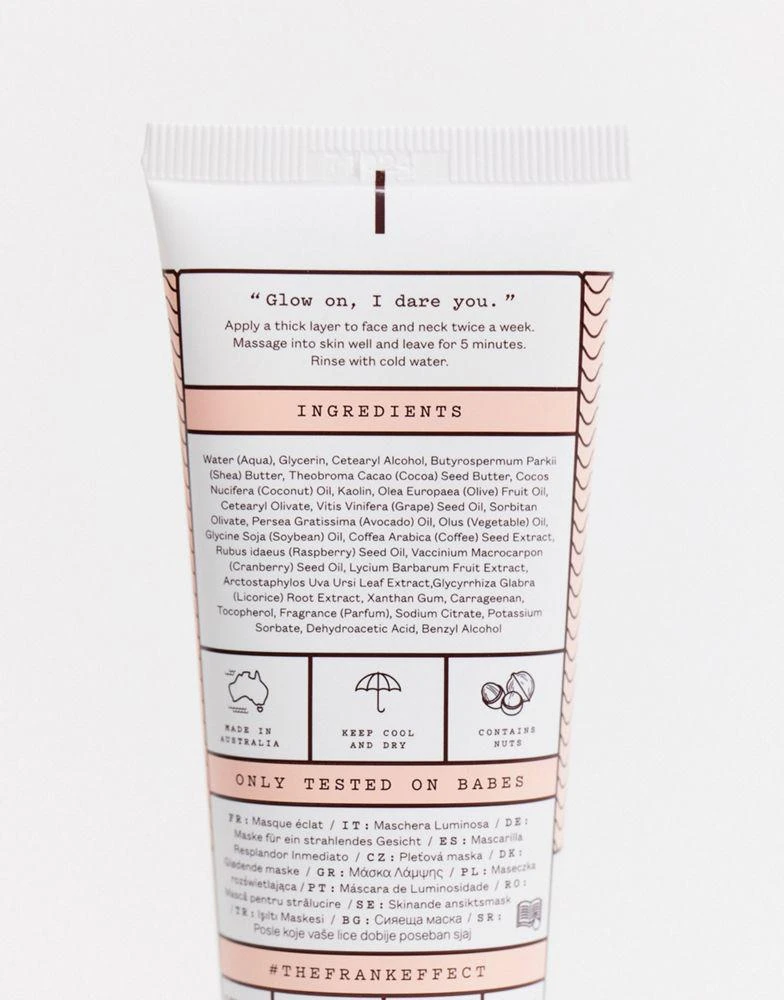 “Glow on, I dare you.”
Apply a thick layer to face and neck twice a week.
Massage into skin well and leave for 5 minutes.
Rinse with cold water.
INGREDIENTS
Water (Aqua), Glycerin, Cetearyl Alcohol, Butyrospermum Parkii
(Shea) Butter, Theobroma Cacao (Cocoa) Seed Butter, Cocos
Nucifera (Coconut) Oil, Kaolin, Olea Europaea (Olive) Fruit Oil,
Cetearyl Olivate, Vitis Vinifera (Grape) Seed Oil, Sorbitan
Olivate, Persea Gratissima (Avocado) Oil, Olus (Vegetable) Oil,
Glycine Soja (Soybean) Oil, Coffea Arabica (Coffee) Seed Extract,
Rubus idaeus (Raspberry) Seed Oil, Vaccinium Macrocarpon
(Cranberry) Seed Oil, Lycium Barbarum Fruit Extract,
Arctostaphylos Uva Ursi Leaf Extract,Glycyrrhiza Glabra
(Licorice) Root Extract, Xanthan Gum, Carrageenan,
Tocopherol, Fragrance (Parfum), Sodium Citrate, Potassium
Sorbate, Dehydroacetic Acid, Benzyl Alcohol
MADE IN
AUSTRALIA
KEEP COOL
AND DRY
CONTAINS
NUTS
ONLY TESTED ON BABES
FR: Masque éclat / IT: Maschera Luminosa / DE:
Maske für ein strahlendes Gesicht / ES: Mascarilla
Resplandor Inmediato / CZ: Pleťová maska / DK:
Glødende maske / GR: Μάσκα Λάμψης / PL: Maseczka
rozświetlająca / PT: Máscara de Luminosidade / RO:
Mască pentru strălucire / SE: Skinande ansiktsmask
/ TR: Işıltı Maskesi / BG: Сияеща маска / SR:
Posle koje vaše lice dobije poseban sjaj
#THEFRANKEFFECT